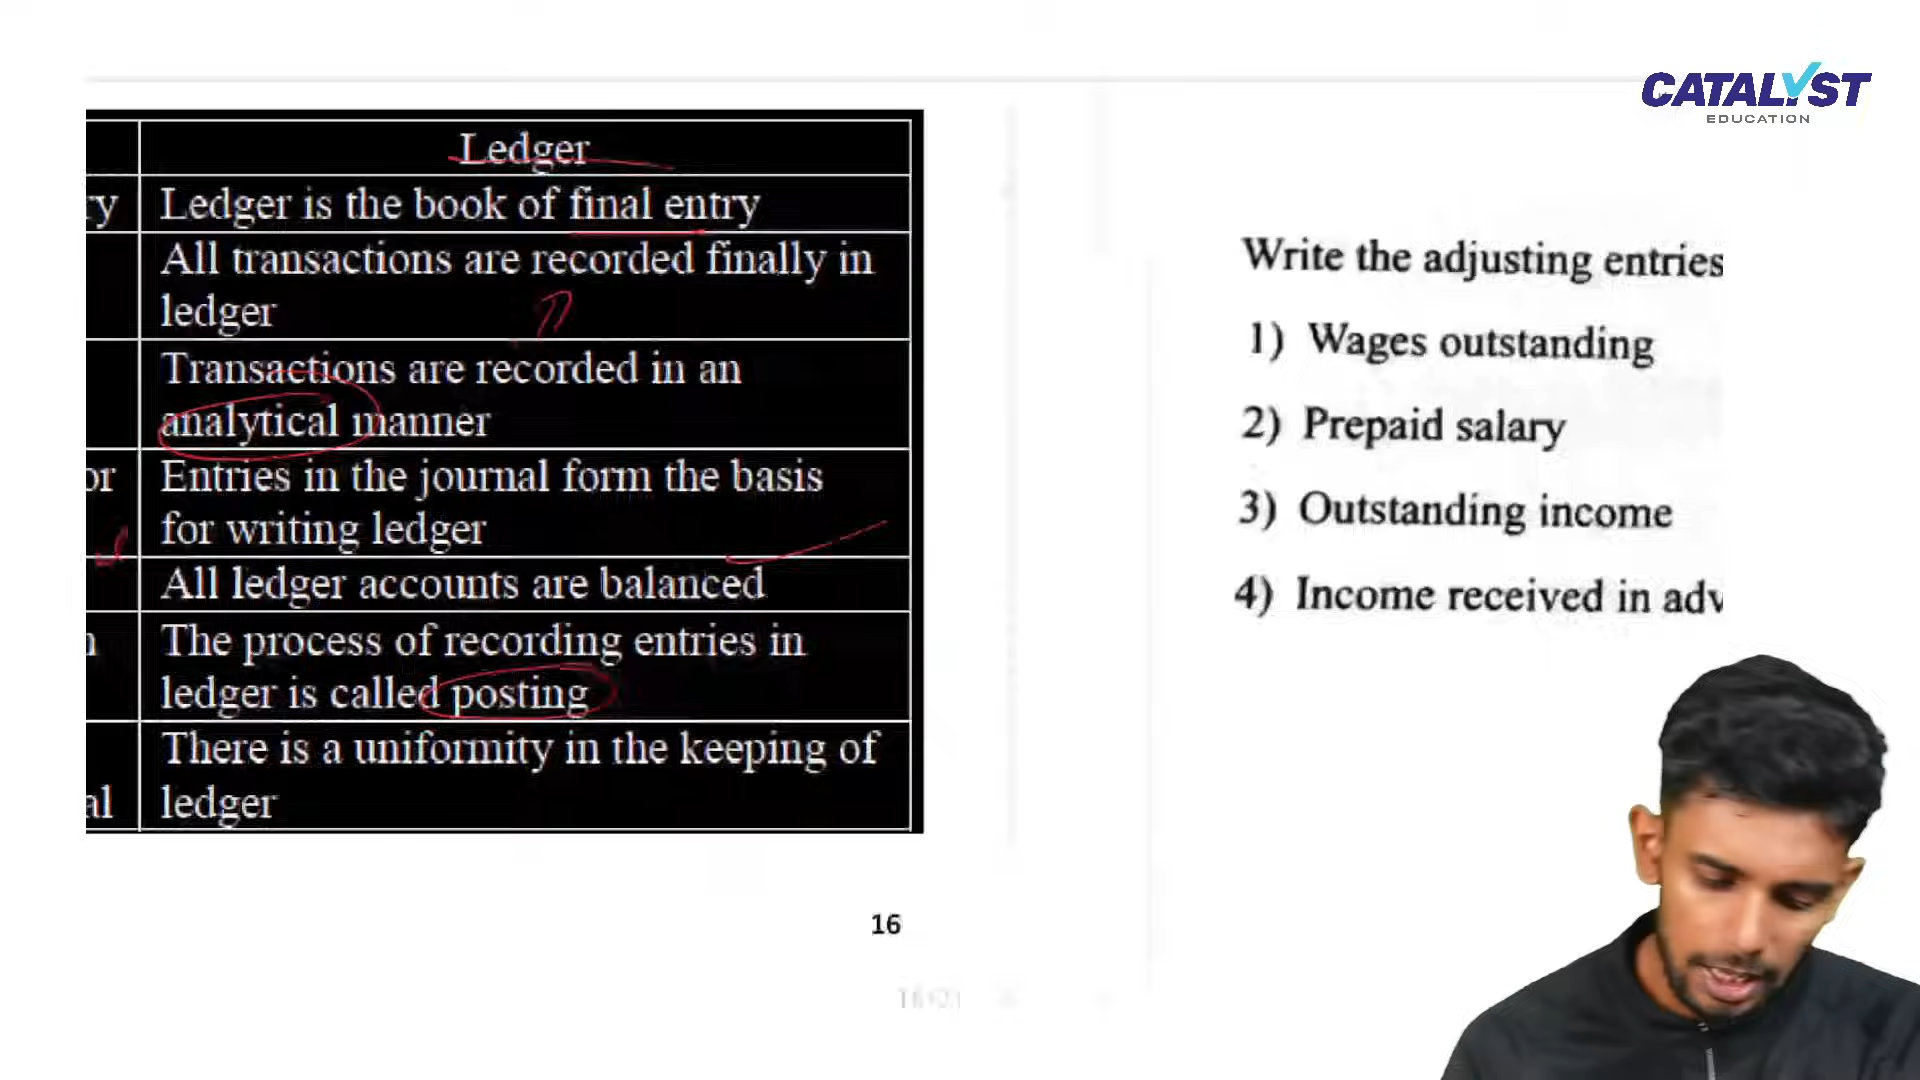 CATALYST
EDUCATION
Ledger
ry
Ledger is the book of final entry
All transactions are recorded finally in
ledger
Transactions are recorded in an
analytical manner
or
Entries in the journal form the basis
for writing ledger
All ledger accounts are balanced
n
The process of recording entries in
ledger is called posting
There is a uniformity in the keeping of
al
ledger
16
Write the adjusting entries
1) Wages outstanding
2) Prepaid salary
3) Outstanding income
4) Income received in adv